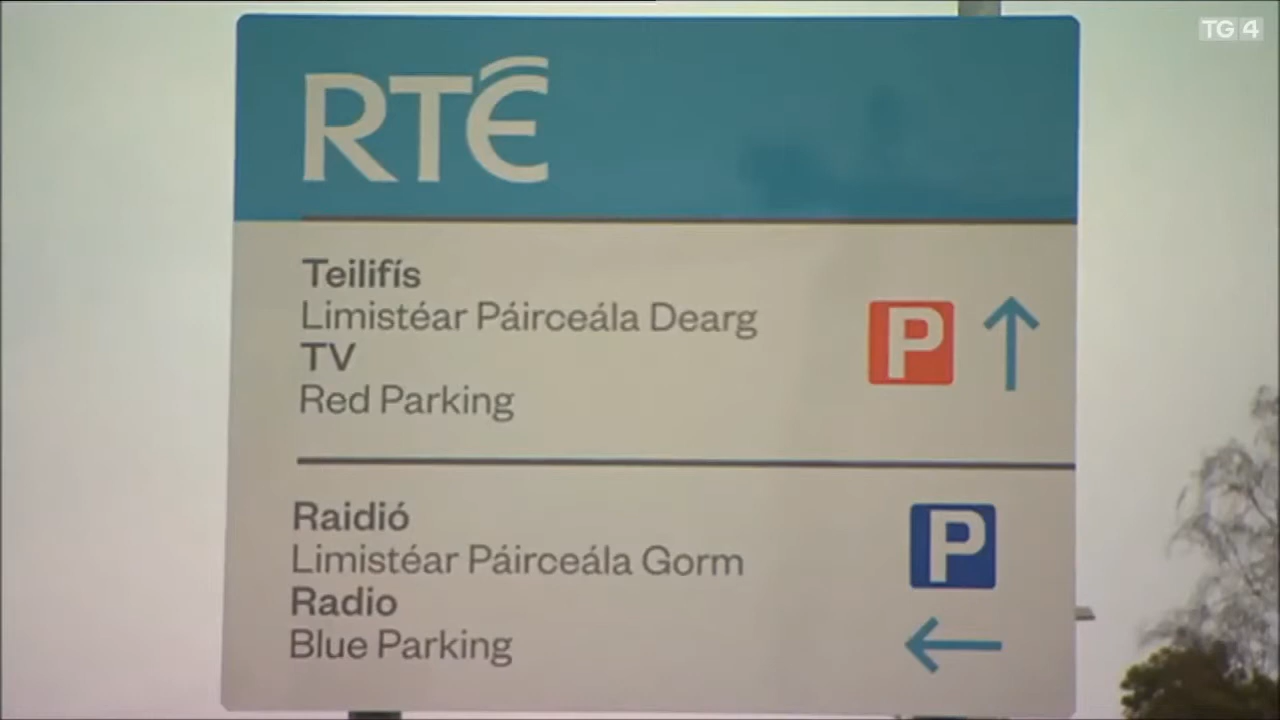 TG4
RTÉ
Teilifís
Limistéar Páirceála Dearg
TV
Red Parking
P
Raidió
Limistéar Páirceála Gorm
Radio
Blue Parking
P